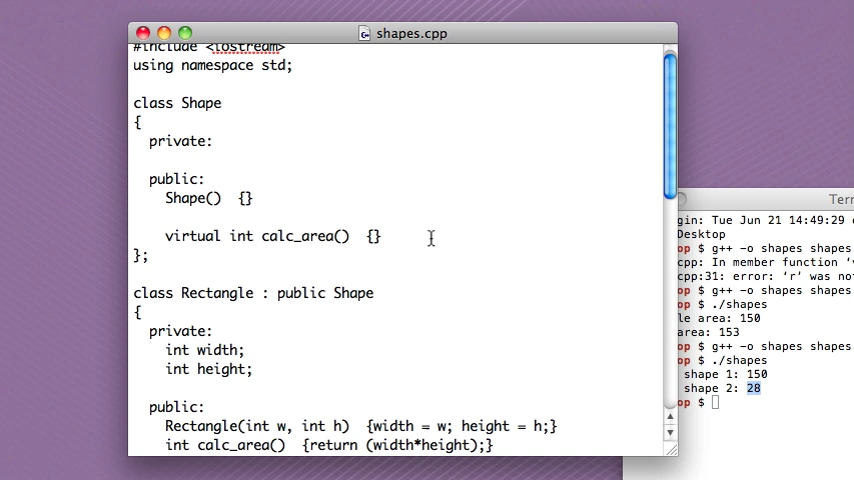 shapes.cpp
#include <iostream>
using namespace std;
class Shape
{
private:
public:
Shape() {}
virtual int calc_area() {}
};
class Rectangle : public Shape
{
private:
int width;
int height;
public:
Rectangle(int w, int h) {width = w; height = h;}
int calc_area() {return (width*height);}
Terr
gin: Tue Jun 21 14:49:29
Desktop
op $ g++ -o shapes shapes
cpp: In member function ‘
cpp:31: error: ‘r’ was not
op $ g++ -o shapes shapes
op $ ./shapes
le area: 150
area: 153
op $ g++ -o shapes shapes
op $ ./shapes
shape 1: 150
shape 2: 28
op $